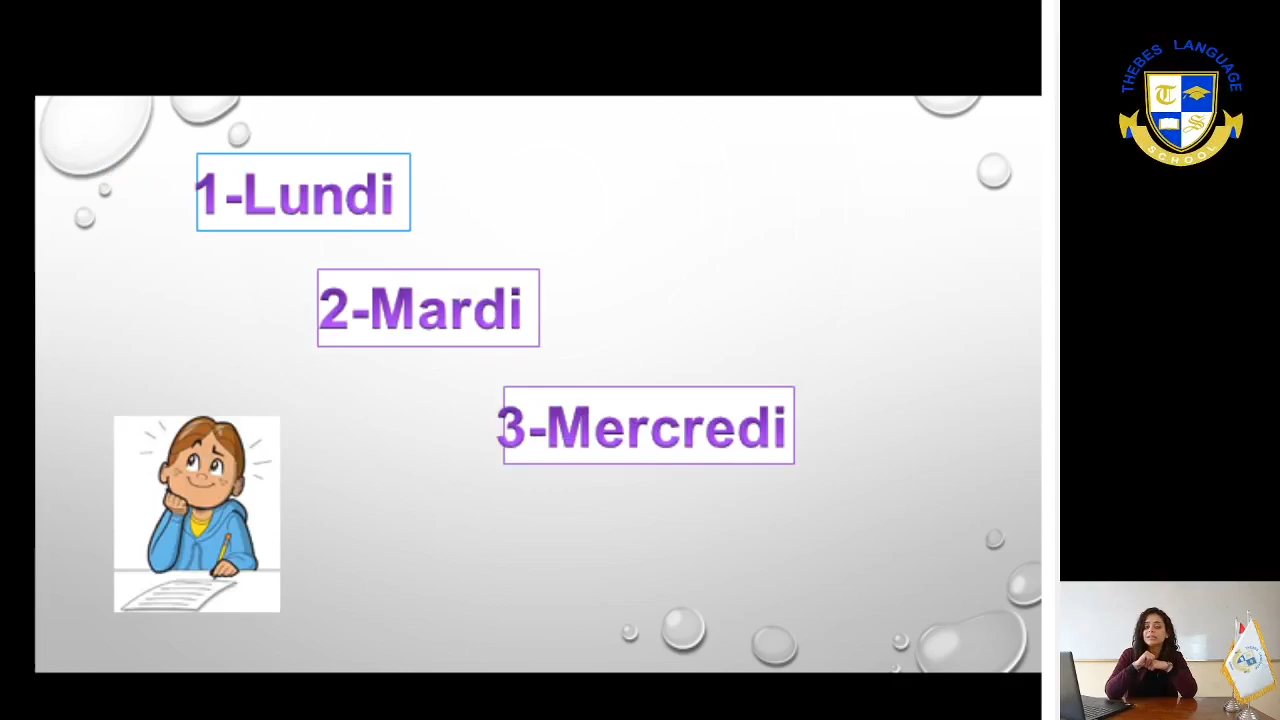 THEBES LANGUAGE
SCHOOL
1-Lundi
2-Mardi
3-Mercredi